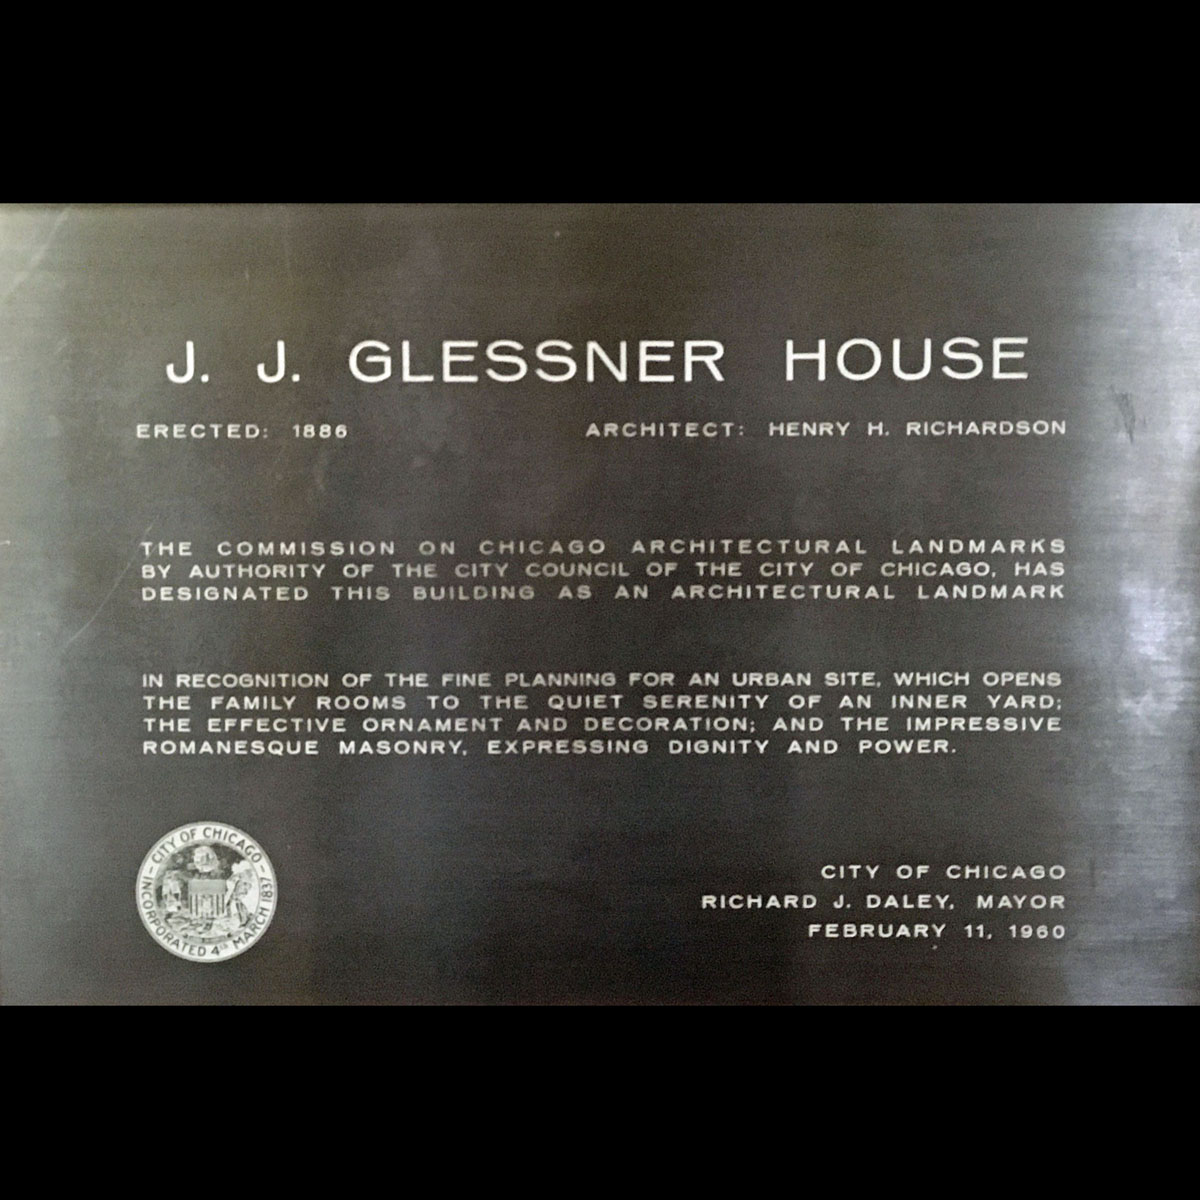 J. J. GLESSNER HOUSE
ERECTED: 1886 ARCHITECT: HENRY H. RICHARDSON
THE COMMISSION ON CHICAGO ARCHITECTURAL LANDMARKS
BY AUTHORITY OF THE CITY COUNCIL OF THE CITY OF CHICAGO, HAS
DESIGNATED THIS BUILDING AS AN ARCHITECTURAL LANDMARK
IN RECOGNITION OF THE FINE PLANNING FOR AN URBAN SITE, WHICH OPENS
THE FAMILY ROOMS TO THE QUIET SERENITY OF AN INNER YARD;
THE EFFECTIVE ORNAMENT AND DECORATION; AND THE IMPRESSIVE
ROMANESQUE MASONRY, EXPRESSING DIGNITY AND POWER.
CITY OF CHICAGO
INCORPORATED 4TH MARCH 1837
CITY OF CHICAGO
RICHARD J. DALEY, MAYOR
FEBRUARY 11, 1960